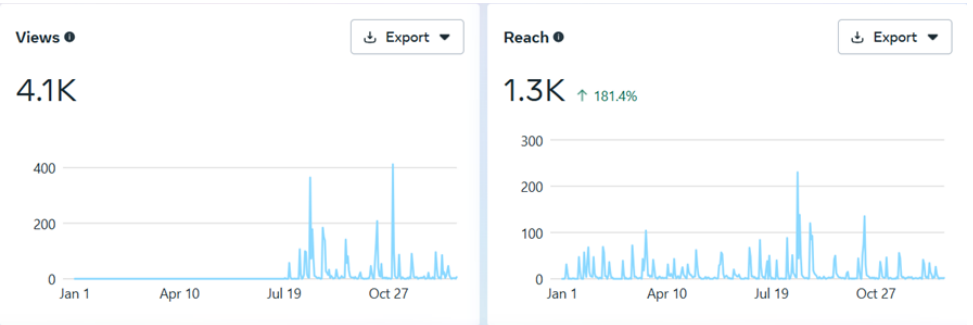 Views
Export
4.1K
400
200
0
Jan 1 Apr 10 Jul 19 Oct 27
Reach
Export
1.3K ↑ 181.4%
300
200
100
0
Jan 1 Apr 10 Jul 19 Oct 27